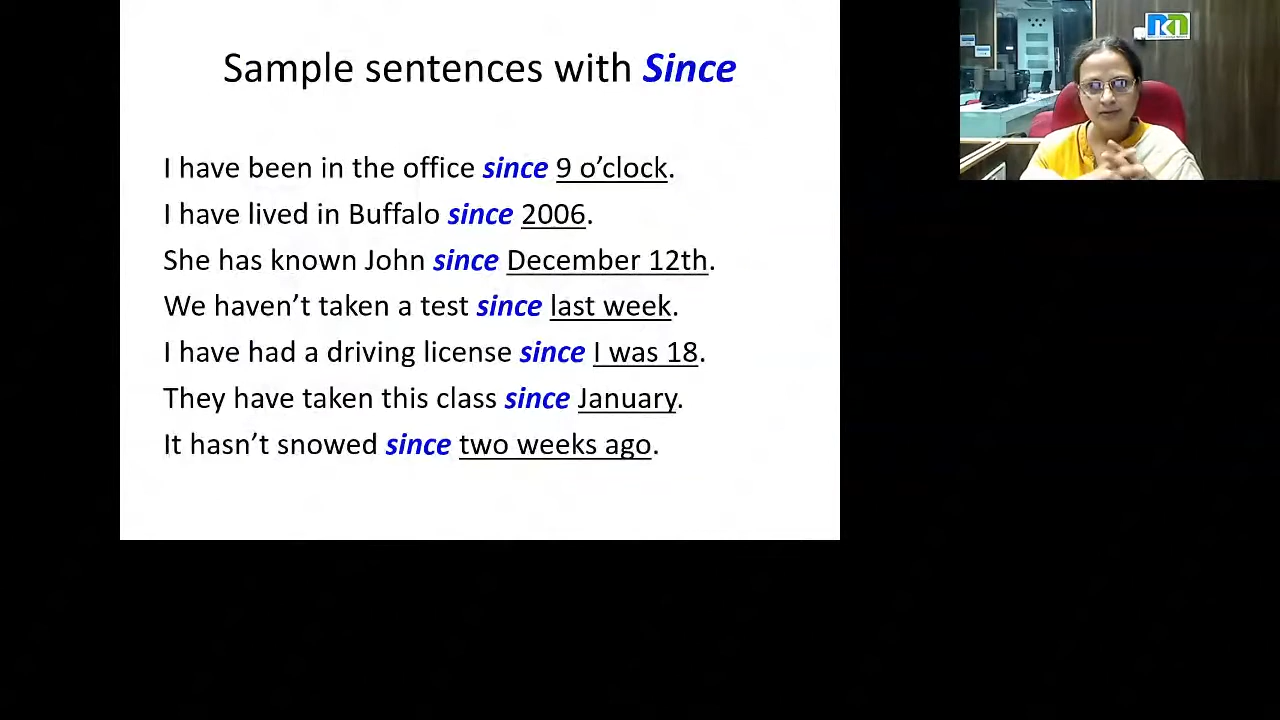 Sample sentences with Since
I have been in the office since 9 o’clock.
I have lived in Buffalo since 2006.
She has known John since December 12th.
We haven’t taken a test since last week.
I have had a driving license since I was 18.
They have taken this class since January.
It hasn’t snowed since two weeks ago.